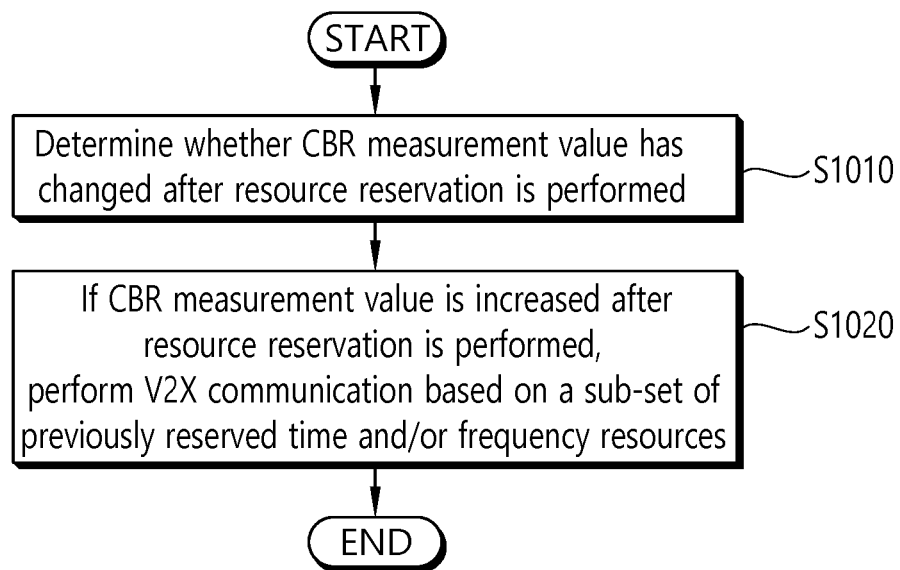 START
Determine whether CBR measurement value has
changed after resource reservation is performed
S1010
If CBR measurement value is increased after
resource reservation is performed,
perform V2X communication based on a sub-set of
previously reserved time and/or frequency resources
S1020
END